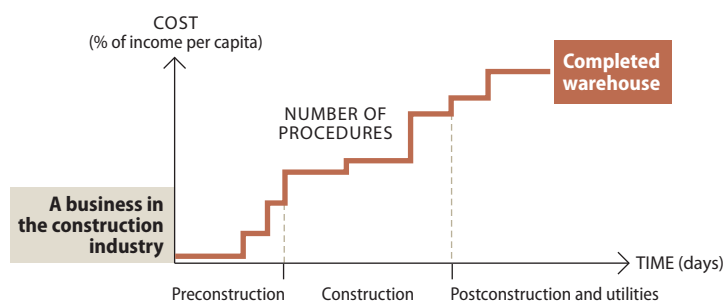 COST
(% of income per capita)
Completed
warehouse
NUMBER OF
PROCEDURES
A business in
the construction
industry
TIME (days)
Preconstruction
Construction
Postconstruction and utilities